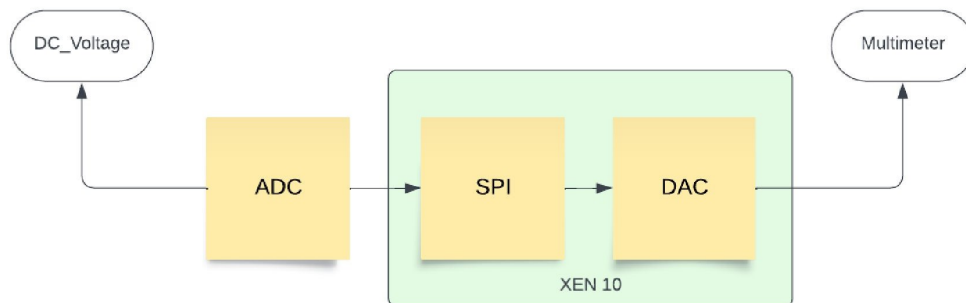 DC_Voltage
Multimeter
ADC
SPI
DAC
XEN 10